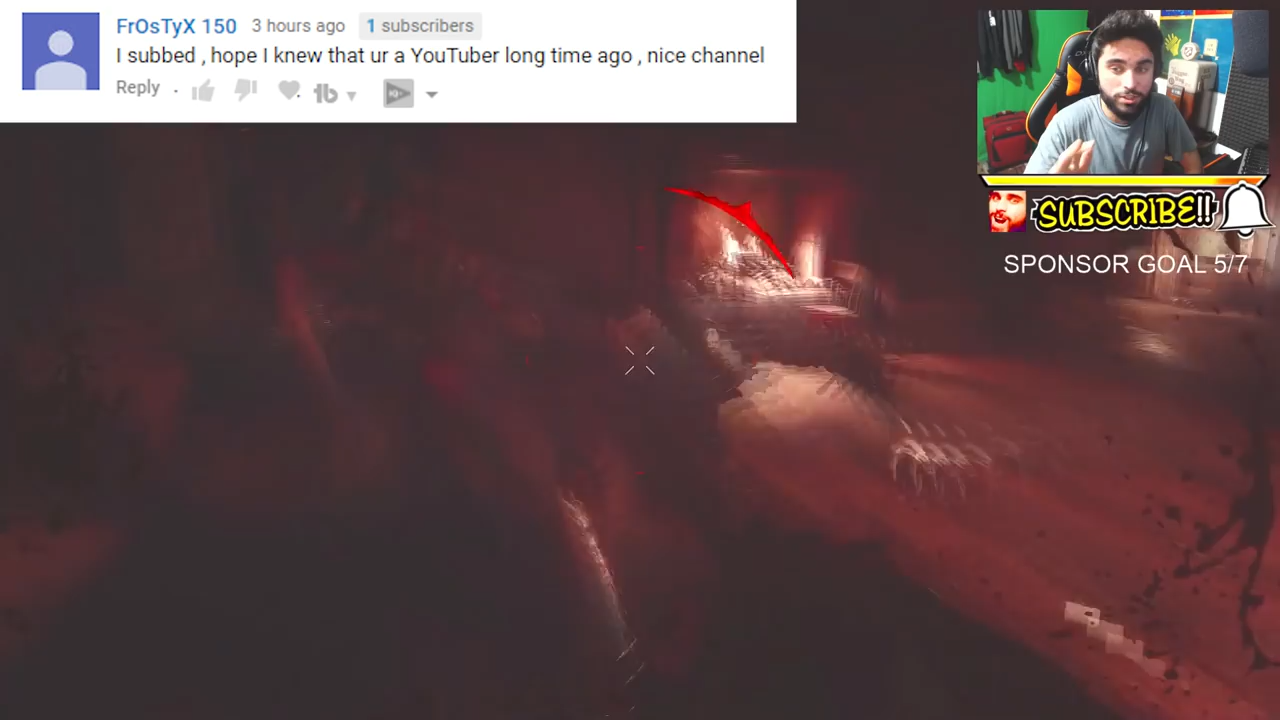 FrOsTyX 150 3 hours ago 1 subscribers
I subbed , hope I knew that ur a YouTuber long time ago , nice channel
Reply
SUBSCRIBE!!
SPONSOR GOAL 5/7